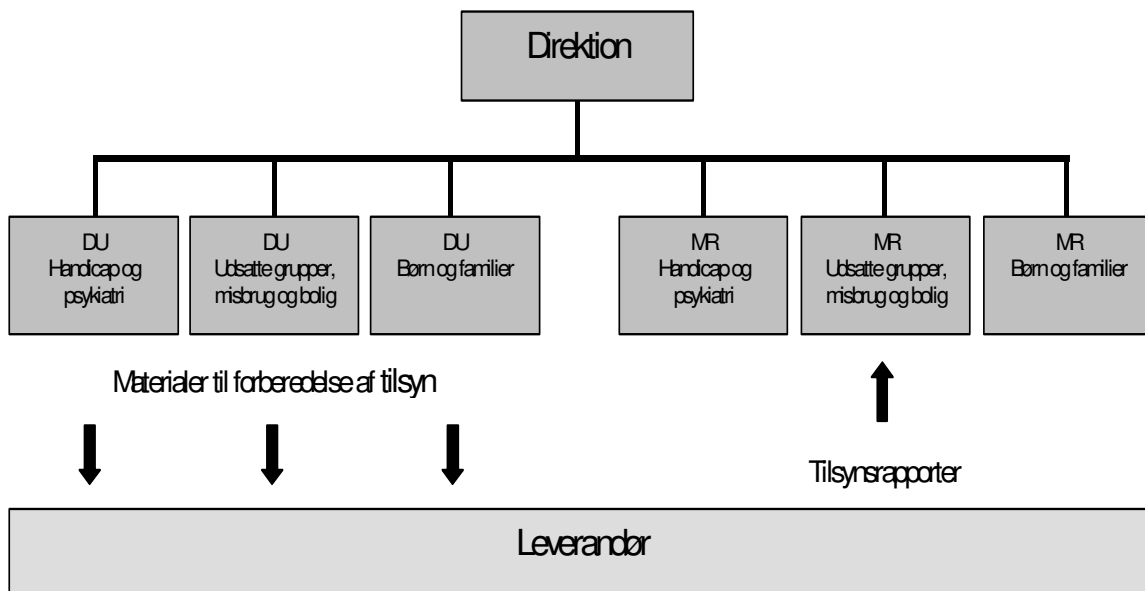 Direktion
DU
Handicap og
psykiatri
DU
Udsatte grupper,
misbrug og bolig
DU
Børn og familier
MR
Handicap og
psykiatri
MR
Udsatte grupper,
misbrug og bolig
MR
Børn og familier
Materialer til forberedelse af tilsyn
Tilsynsrapporter
Leverandør